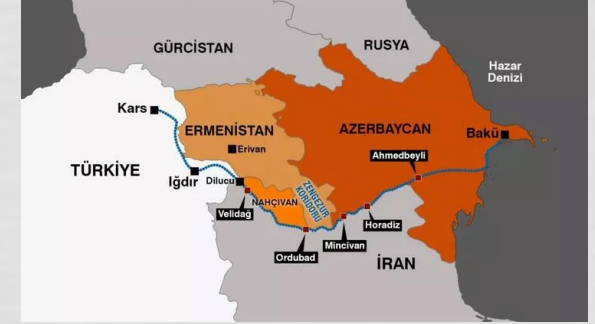 GÜRCİSTAN
RUSYA
Hazar
Denizi
Kars
ERMENİSTAN
AZERBAYCAN
Bakü
Erivan
Ahmedbeyli
TÜRKİYE
Iğdır
Dilucu
NAHÇIVAN
ZENGEZUR
KORİDORU
Velidağ
Horadiz
Mincivan
Ordubad
İRAN